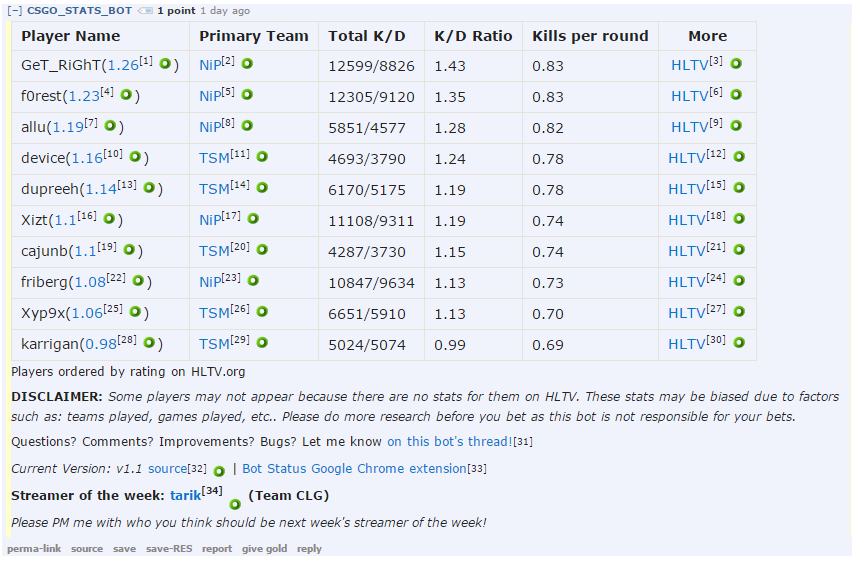 [–] CSGO_STATS_BOT 1 point 1 day ago
Player Name Primary Team Total K/D K/D Ratio Kills per round More
GeT_RiGhT(1.26[1] ) NiP[2] 12599/8826 1.43 0.83 HLTV[3]
f0rest(1.23[4] ) NiP[5] 12305/9120 1.35 0.83 HLTV[6]
allu(1.19[7] ) NiP[8] 5851/4577 1.28 0.82 HLTV[9]
device(1.16[10] ) TSM[11] 4693/3790 1.24 0.78 HLTV[12]
dupreeh(1.14[13] ) TSM[14] 6170/5175 1.19 0.78 HLTV[15]
Xizt(1.1[16] ) NiP[17] 11108/9311 1.19 0.74 HLTV[18]
cajunb(1.1[19] ) TSM[20] 4287/3730 1.15 0.74 HLTV[21]
friberg(1.08[22] ) NiP[23] 10847/9634 1.13 0.73 HLTV[24]
Xyp9x(1.06[25] ) TSM[26] 6651/5910 1.13 0.70 HLTV[27]
karrigan(0.98[28] ) TSM[29] 5024/5074 0.99 0.69 HLTV[30]
Players ordered by rating on HLTV.org
DISCLAIMER: Some players may not appear because there are no stats for them on HLTV. These stats may be biased due to factors
such as: teams played, games played, etc.. Please do more research before you bet as this bot is not responsible for your bets.
Questions? Comments? Improvements? Bugs? Let me know on this bot's thread![31]
Current Version: v1.1 source[32] | Bot Status Google Chrome extension[33]
Streamer of the week: tarik[34] (Team CLG)
Please PM me with who you think should be next week's streamer of the week!
perma-link source save save-RES report give gold reply